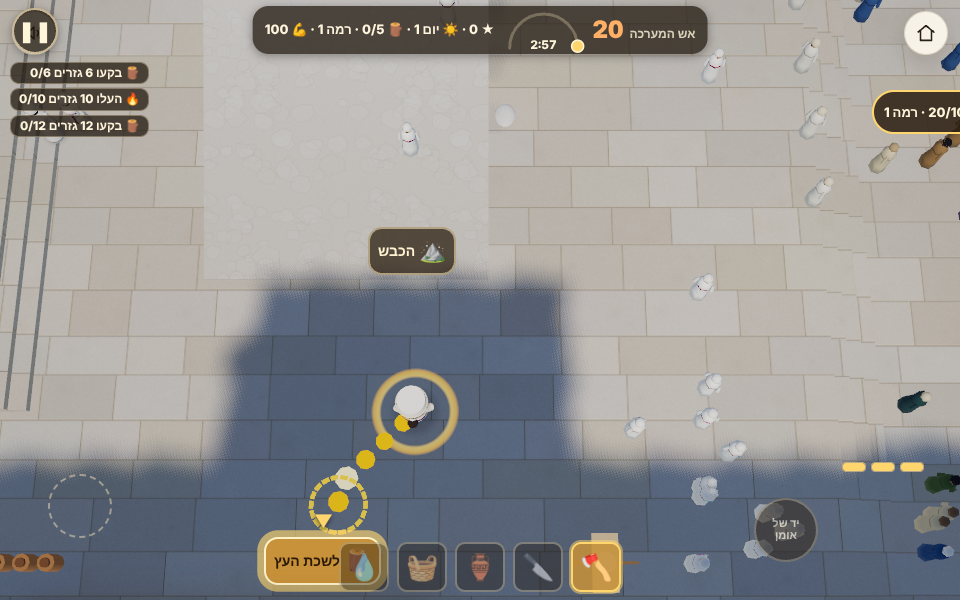 100 💪 · רמה 1 · 0/5 🪵 · יום 1 ☀️ · 0 ★
2:57
אש המערכה 20
בקעו 6 גזרים 0/6
העלו 10 גזרים 0/10
בקעו 12 גזרים 0/12
20/10 · רמה 1
הכבש
יד של
אומן
לשכת העץ